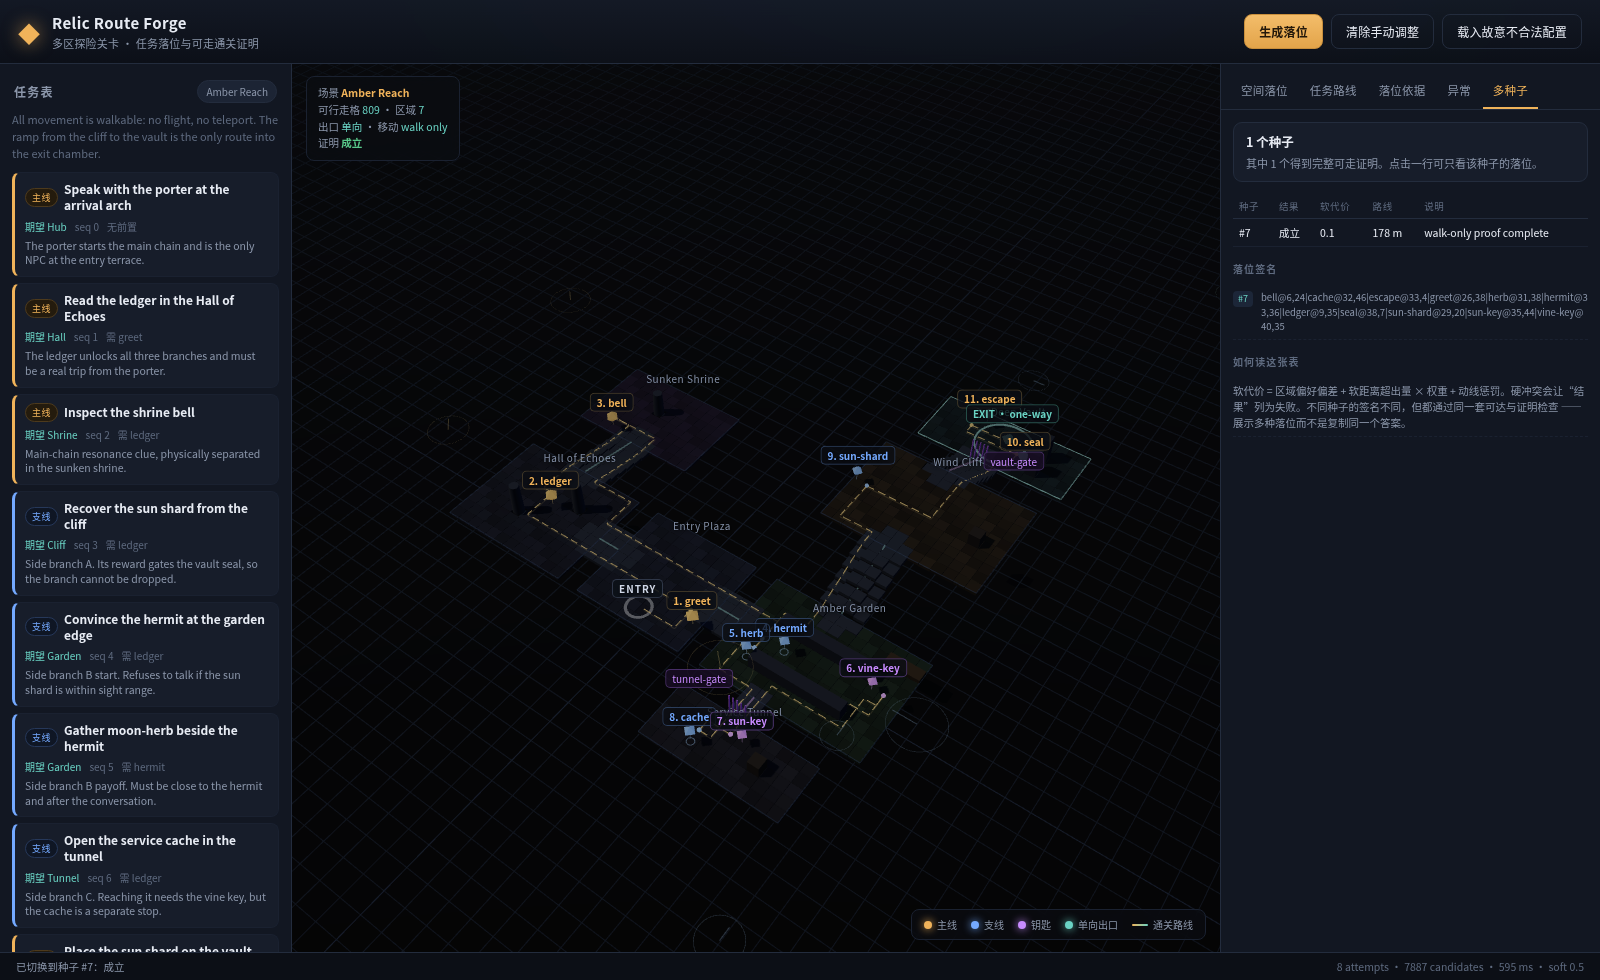 Relic Route Forge
多区探险关卡 · 任务落位与可走通关证明
生成落位
清除手动调整
载入故意不合法配置
任务表
Amber Reach
All movement is walkable: no flight, no teleport. The
ramp from the cliff to the vault is the only route into
the exit chamber.
主线
Speak with the porter at the
arrival arch
期望 Hub seq 0 无前置
The porter starts the main chain and is the only
NPC at the entry terrace.
主线
Read the ledger in the Hall of
Echoes
期望 Hall seq 1 需 greet
The ledger unlocks all three branches and must
be a real trip from the porter.
主线
Inspect the shrine bell
期望 Shrine seq 2 需 ledger
Main-chain resonance clue, physically separated
in the sunken shrine.
支线
Recover the sun shard from the
cliff
期望 Cliff seq 3 需 ledger
Side branch A. Its reward gates the vault seal, so
the branch cannot be dropped.
支线
Convince the hermit at the garden
edge
期望 Garden seq 4 需 ledger
Side branch B start. Refuses to talk if the sun
shard is within sight range.
支线
Gather moon-herb beside the
hermit
期望 Garden seq 5 需 hermit
Side branch B payoff. Must be close to the hermit
and after the conversation.
支线
Open the service cache in the
tunnel
期望 Tunnel seq 6 需 ledger
Side branch C. Reaching it needs the vine key, but
the cache is a separate stop.
Place the sun shard on the vault
场景 Amber Reach
可行走格 809 · 区域 7
出口 单向 · 移动 walk only
证明 成立
Sunken Shrine
3. bell
Hall of Echoes
2. ledger
Entry Plaza
ENTRY
1. greet
5. herb
hermit
Amber Garden
6. vine-key
tunnel-gate
Tunnel
8. cache
7. sun-key
9. sun-shard
Wind Cliff
vault-gate
10. seal
EXIT · one-way
11. escape
主线
支线
钥匙
单向出口
通关路线
空间落位
任务路线
落位依据
异常
多种子
1 个种子
其中 1 个得到完整可走证明。点击一行可只看该种子的落位。
种子 结果 软代价 路线 说明
#7 成立 0.1 178 m walk-only proof complete
落位签名
#7
bell@6,24|cache@32,46|escape@33,4|greet@26,38|herb@31,38|hermit@3
3,36|ledger@9,35|seal@38,7|sun-shard@29,20|sun-key@35,44|vine-key@
40,35
如何读这张表
软代价 = 区域偏好偏差 + 软距离超出量 × 权重 + 动线惩罚。硬冲突会让 “结
果” 列为失败。不同种子的签名不同，但都通过同一套可达与证明检查 ——
展示多种落位而不是复制同一个答案。
已切换到种子 #7：成立
8 attempts · 7887 candidates · 595 ms · soft 0.5